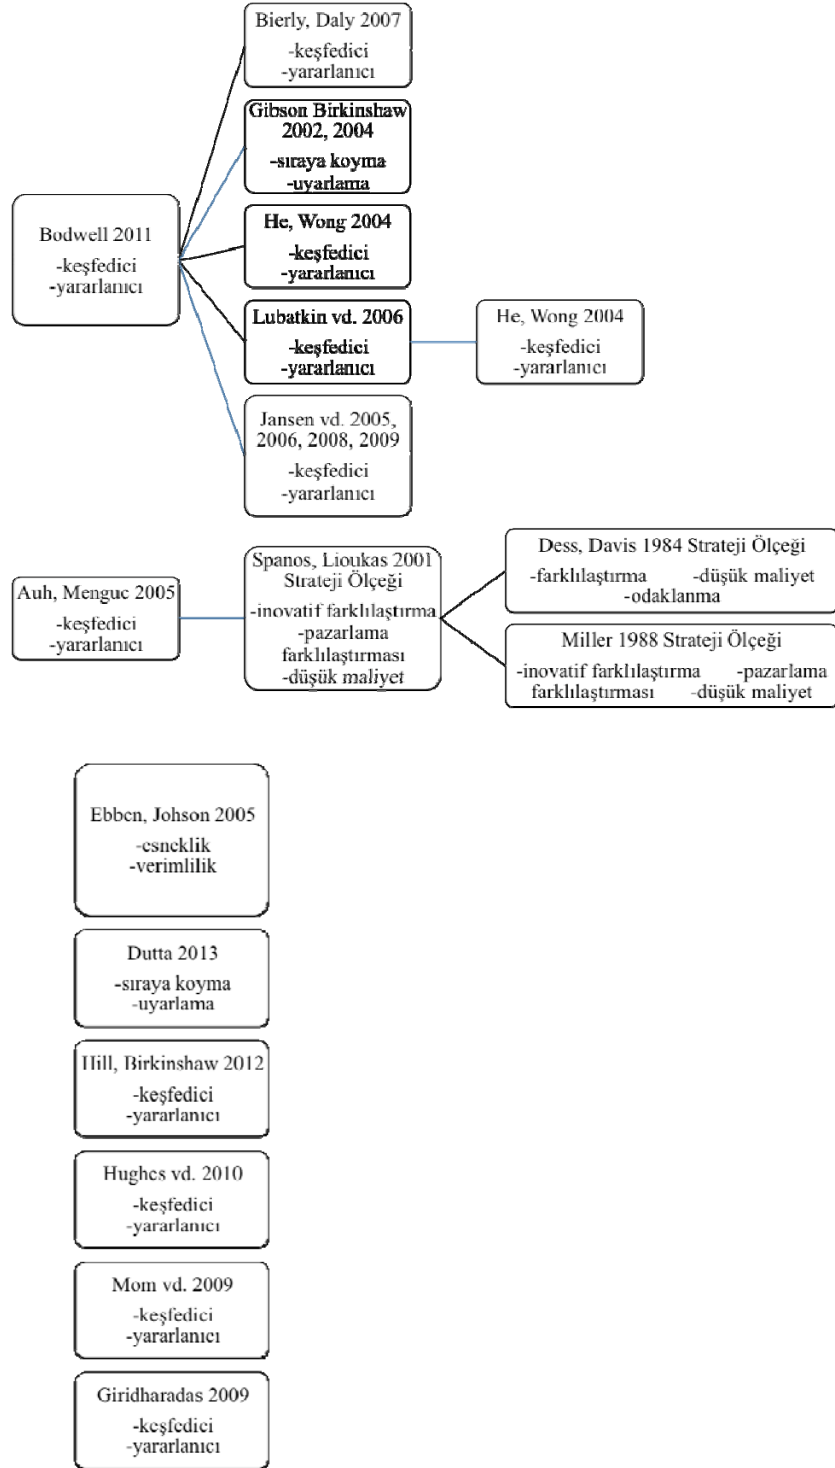 Bierly, Daly 2007
-keşfedici
-yararlanıcı
Gibson Birkinshaw
2002, 2004
-sıraya koyma
-uyarlama
Bodwell 2011
-keşfedici
-yararlanıcı
He, Wong 2004
-keşfedici
-yararlanıcı
Lubatkin vd. 2006
-keşfedici
-yararlanıcı
He, Wong 2004
-keşfedici
-yararlanıcı
Jansen vd. 2005,
2006, 2008, 2009
-keşfedici
-yararlanıcı
Auh, Menguc 2005
-keşfedici
-yararlanıcı
Spanos, Lioukas 2001
Strateji Ölçeği
-inovatif farklılaştırma
-pazarlama
farklılaştırması
-düşük maliyet
Dess, Davis 1984 Strateji Ölçeği
-farklılaştırma -düşük maliyet
-odaklanma
Miller 1988 Strateji Ölçeği
-inovatif farklılaştırma -pazarlama
farklılaştırması -düşük maliyet
Ebben, Johson 2005
-esneklik
-verimlilik
Dutta 2013
-sıraya koyma
-uyarlama
Hill, Birkinshaw 2012
-keşfedici
-yararlanıcı
Hughes vd. 2010
-keşfedici
-yararlanıcı
Mom vd. 2009
-keşfedici
-yararlanıcı
Giridharadas 2009
-keşfedici
-yararlanıcı